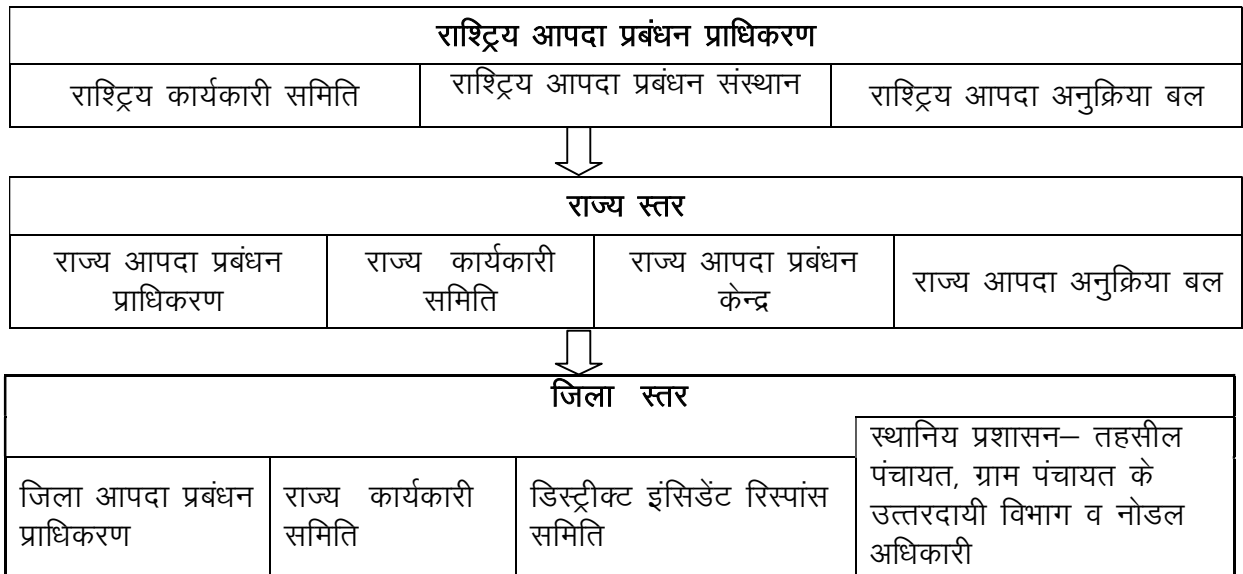 राश्ट्रिय आपदा प्रबंधन प्राधिकरण
राश्ट्रिय कार्यकारी समिति
राश्ट्रिय आपदा प्रबंधन संस्थान
राश्ट्रिय आपदा अनुक्रिया बल
राज्य स्तर
राज्य आपदा प्रबंधन
प्राधिकरण
राज्य कार्यकारी
समिति
राज्य आपदा प्रबंधन
केन्द्र
राज्य आपदा अनुक्रिया बल
जिला स्तर
जिला आपदा प्रबंधन
प्राधिकरण
राज्य कार्यकारी
समिति
डिस्ट्रीक्ट इंसिडेंट रिस्पांस
समिति
स्थानिय प्रशासन– तहसील
पंचायत, ग्राम पंचायत के
उत्तरदायी विभाग व नोडल
अधिकारी